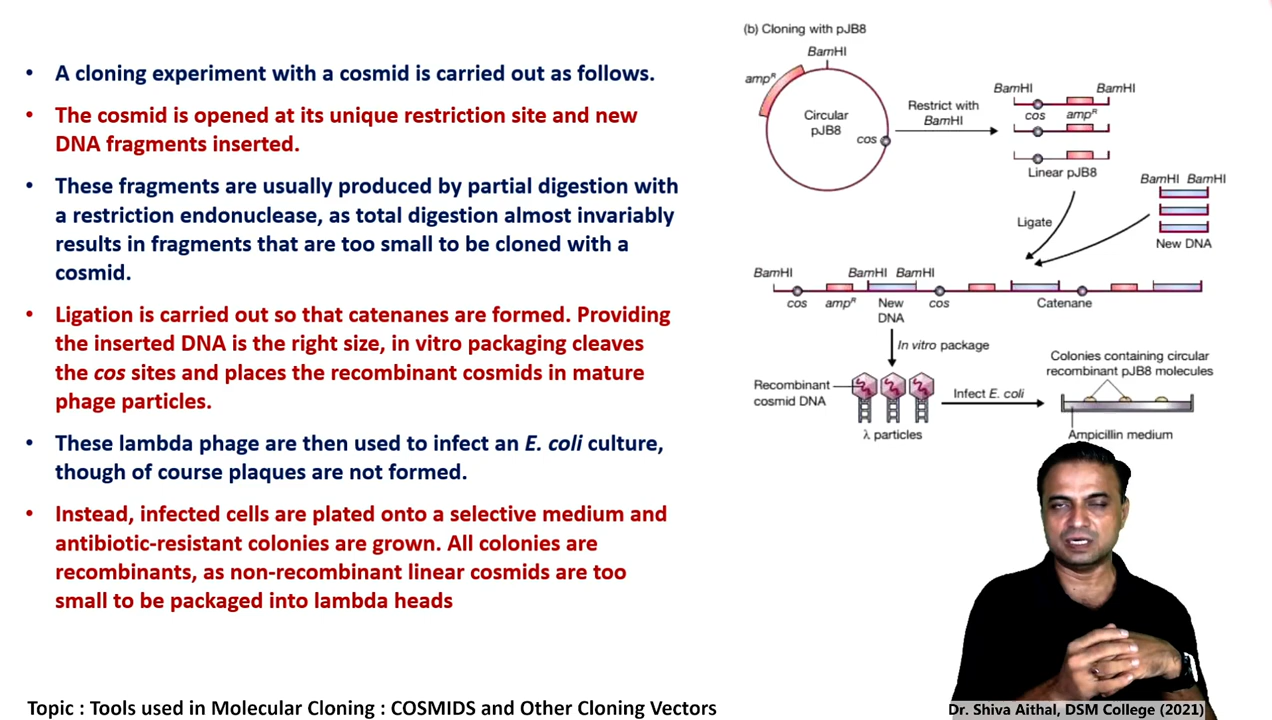 • A cloning experiment with a cosmid is carried out as follows.
• The cosmid is opened at its unique restriction site and new
DNA fragments inserted.
• These fragments are usually produced by partial digestion with
a restriction endonuclease, as total digestion almost invariably
results in fragments that are too small to be cloned with a
cosmid.
• Ligation is carried out so that catenanes are formed. Providing
the inserted DNA is the right size, in vitro packaging cleaves
the cos sites and places the recombinant cosmids in mature
phage particles.
• These lambda phage are then used to infect an E. coli culture,
though of course plaques are not formed.
• Instead, infected cells are plated onto a selective medium and
antibiotic-resistant colonies are grown. All colonies are
recombinants, as non-recombinant linear cosmids are too
small to be packaged into lambda heads
(b) Cloning with pJB8
BamHI
ampR
Circular
pJB8
cos
Restrict with
BamHI
BamHI BamHI
cos ampR
Linear pJB8
BamHI BamHI
New DNA
Ligate
BamHI BamHI BamHI
cos ampR New
DNA
cos Catenane
In vitro package
Recombinant
cosmid DNA
λ particles
Infect E. coli
Colonies containing circular
recombinant pJB8 molecules
Ampicillin medium
Topic : Tools used in Molecular Cloning : COSMIDS and Other Cloning Vectors
Dr. Shiva Aithal, DSM College (2021)